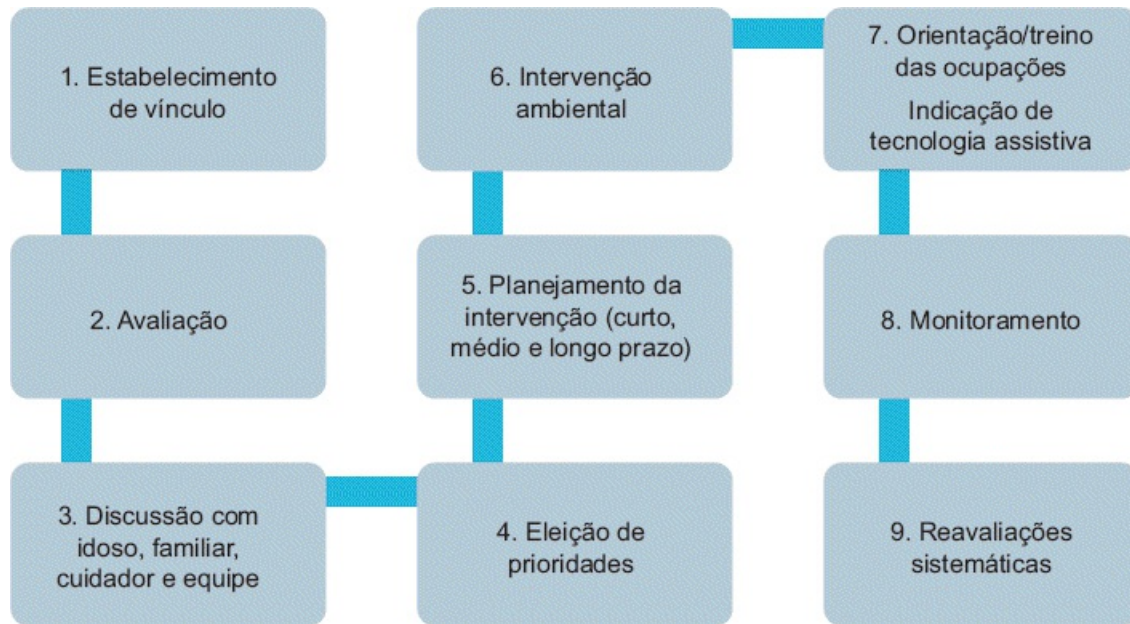 1. Estabelecimento
de vínculo
2. Avaliação
3. Discussão com
idoso, familiar,
cuidador e equipe
4. Eleição de
prioridades
5. Planejamento da
intervenção (curto,
médio e longo prazo)
6. Intervenção
ambiental
7. Orientação/treino
das ocupações
Indicação de
tecnologia assistiva
8. Monitoramento
9. Reavaliações
sistemáticas